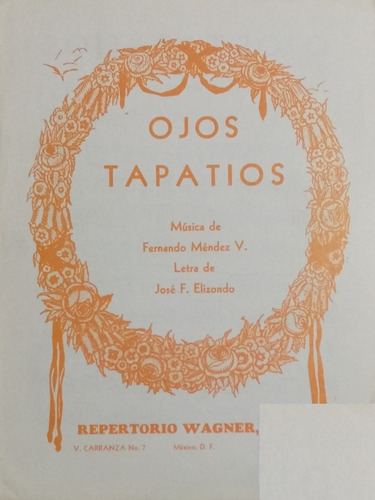 OJOS
TAPATIOS
Música de
Fernando Méndez V.
Letra de
José F. Elizondo
REPERTORIO WAGNER,
V. CARRANZA No. 7 México, D. F.